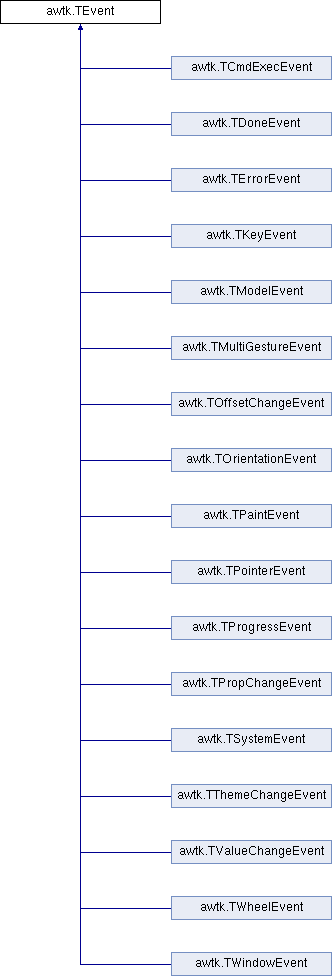 awtk.TEvent
awtk.TCmdExecEvent
awtk.TDoneEvent
awtk.TErrorEvent
awtk.TKeyEvent
awtk.TModelEvent
awtk.TMultiGestureEvent
awtk.TOffsetChangeEvent
awtk.TOrientationEvent
awtk.TPaintEvent
awtk.TPointerEvent
awtk.TProgressEvent
awtk.TPropChangeEvent
awtk.TSystemEvent
awtk.TThemeChangeEvent
awtk.TValueChangeEvent
awtk.TWheelEvent
awtk.TWindowEvent